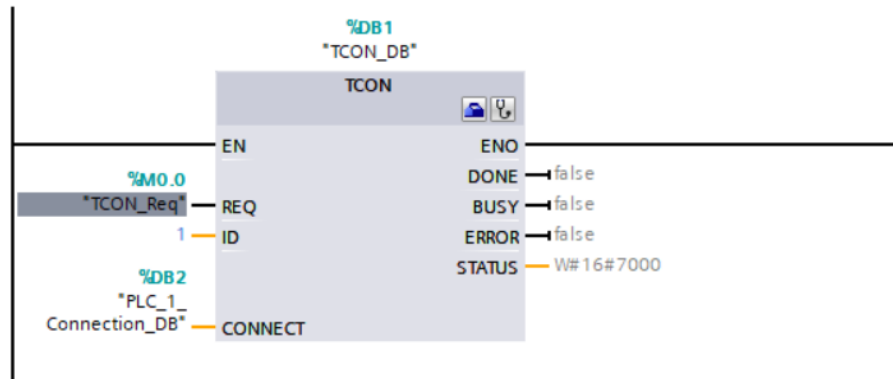 %DB1
"TCON_DB"
TCON
EN ENO
DONE false
%M0.0
"TCON_Req" REQ BUSY false
1 ID ERROR false
%DB2 STATUS W#16#7000
"PLC_1_
Connection_DB" CONNECT